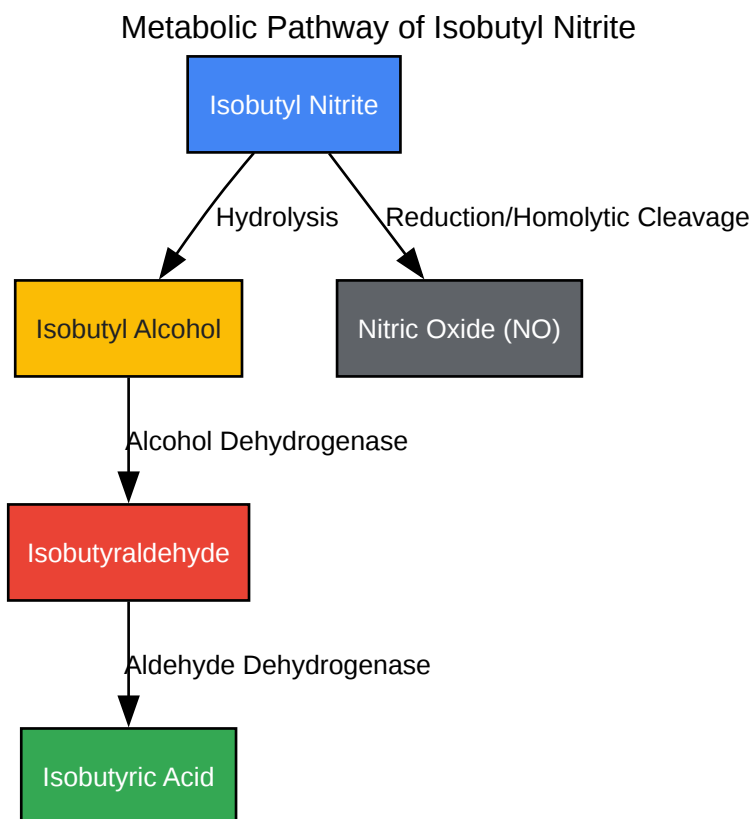 Metabolic Pathway of Isobutyl Nitrite
Isobutyl Nitrite
Hydrolysis
Reduction/Homolytic Cleavage
Isobutyl Alcohol
Nitric Oxide (NO)
Alcohol Dehydrogenase
Isobutyraldehyde
Aldehyde Dehydrogenase
Isobutyric Acid